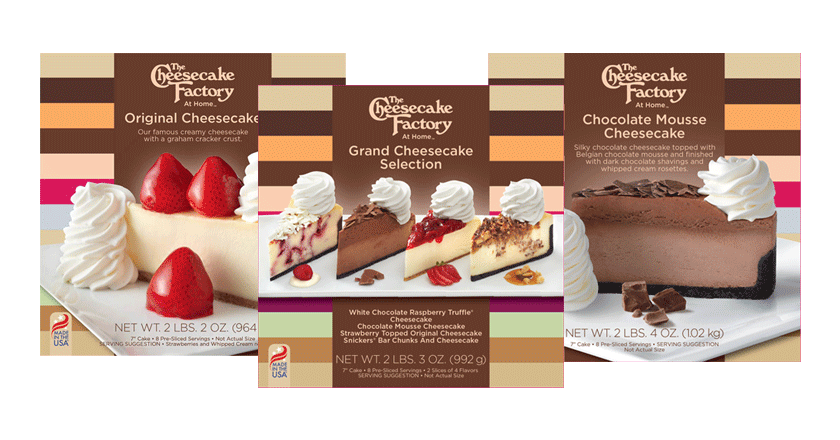 The
Cheesecake
Factory
At Home™
Original Cheesecake
Our famous creamy cheesecake
with a graham cracker crust.
MADE
IN THE
USA
NET WT. 2 LBS. 2 OZ. (964
7" Cake • 8 Pre-Sliced Servings • Not Actual Size
SERVING SUGGESTION • Strawberries and Whipped Cream n
The
Cheesecake
Factory
At Home™
Grand Cheesecake
Selection
White Chocolate Raspberry Truffle®
Cheesecake
Chocolate Mousse Cheesecake
Strawberry Topped Original Cheesecake
Snickers® Bar Chunks And Cheesecake
MADE
IN THE
USA
NET WT. 2 LBS. 3 OZ. (992 g)
7" Cake • 8 Pre-Sliced Servings • 2 Slices of 4 Flavors
SERVING SUGGESTION • Not Actual Size
The
Cheesecake
Factory
At Home™
Chocolate Mousse
Cheesecake
Silky chocolate cheesecake topped with
Belgian chocolate mousse and finished
with dark chocolate shavings and
whipped cream rosettes.
NET WT. 2 LBS. 4 OZ. (1.02 kg)
7" Cake • 8 Pre-Sliced Servings • SERVING SUGGESTION
Not Actual Size